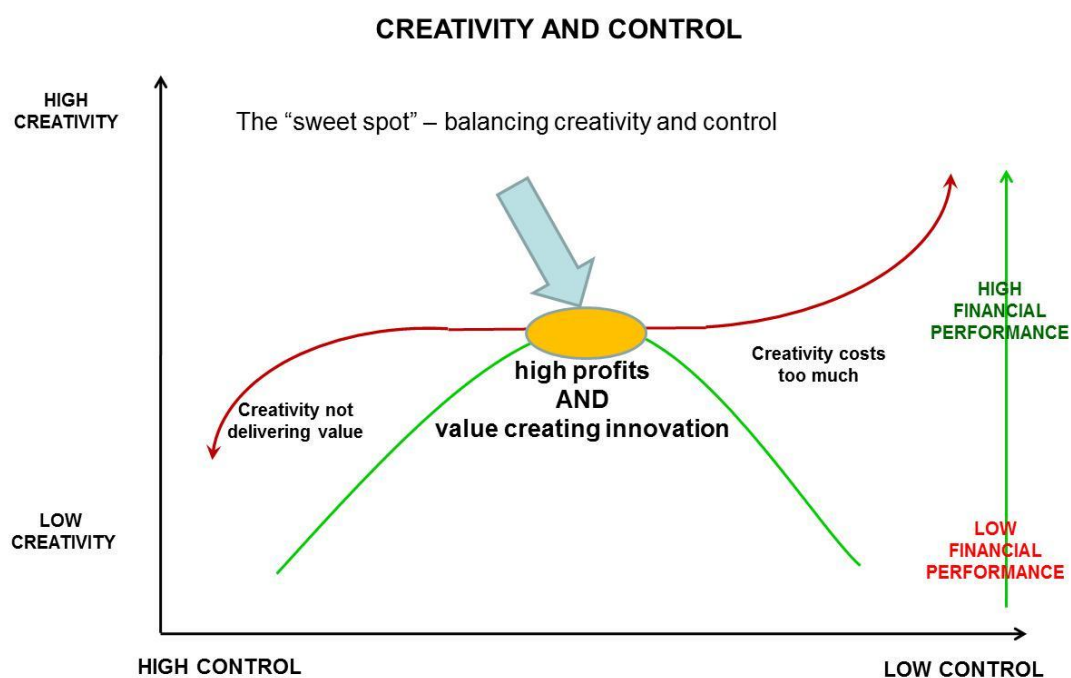 CREATIVITY AND CONTROL
HIGH
CREATIVITY
The “sweet spot” – balancing creativity and control
HIGH
FINANCIAL
PERFORMANCE
Creativity costs
too much
high profits
AND
value creating innovation
Creativity not
delivering value
LOW
CREATIVITY
LOW
FINANCIAL
PERFORMANCE
HIGH CONTROL
LOW CONTROL